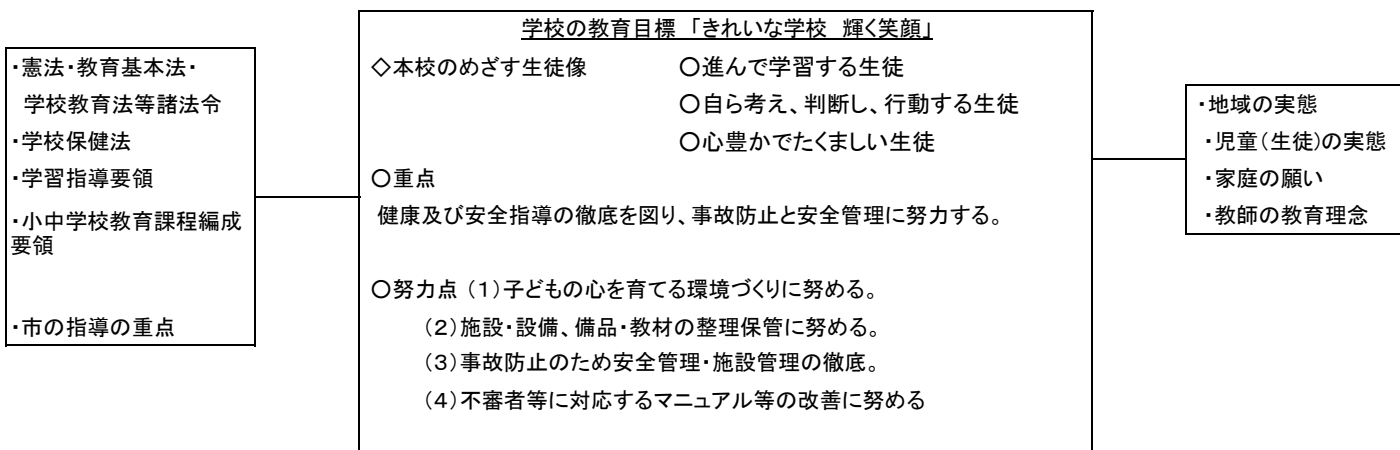 学校の教育目標 「きれいな学校 輝く笑顔」
・憲法・教育基本法・
学校教育法等諸法令
・学校保健法
・学習指導要領
・小中学校教育課程編成
要領
・市の指導の重点
◇本校のめざす生徒像 〇進んで学習する生徒
〇自ら考え、判断し、行動する生徒
〇心豊かでたくましい生徒
〇重点
健康及び安全指導の徹底を図り、事故防止と安全管理に努力する。
〇努力点 (1)子どもの心を育てる環境づくりに努める。
(2)施設・設備、備品・教材の整理保管に努める。
(3)事故防止のため安全管理・施設管理の徹底。
(4)不審者等に対応するマニュアル等の改善に努める
・地域の実態
・児童(生徒)の実態
・家庭の願い
・教師の教育理念